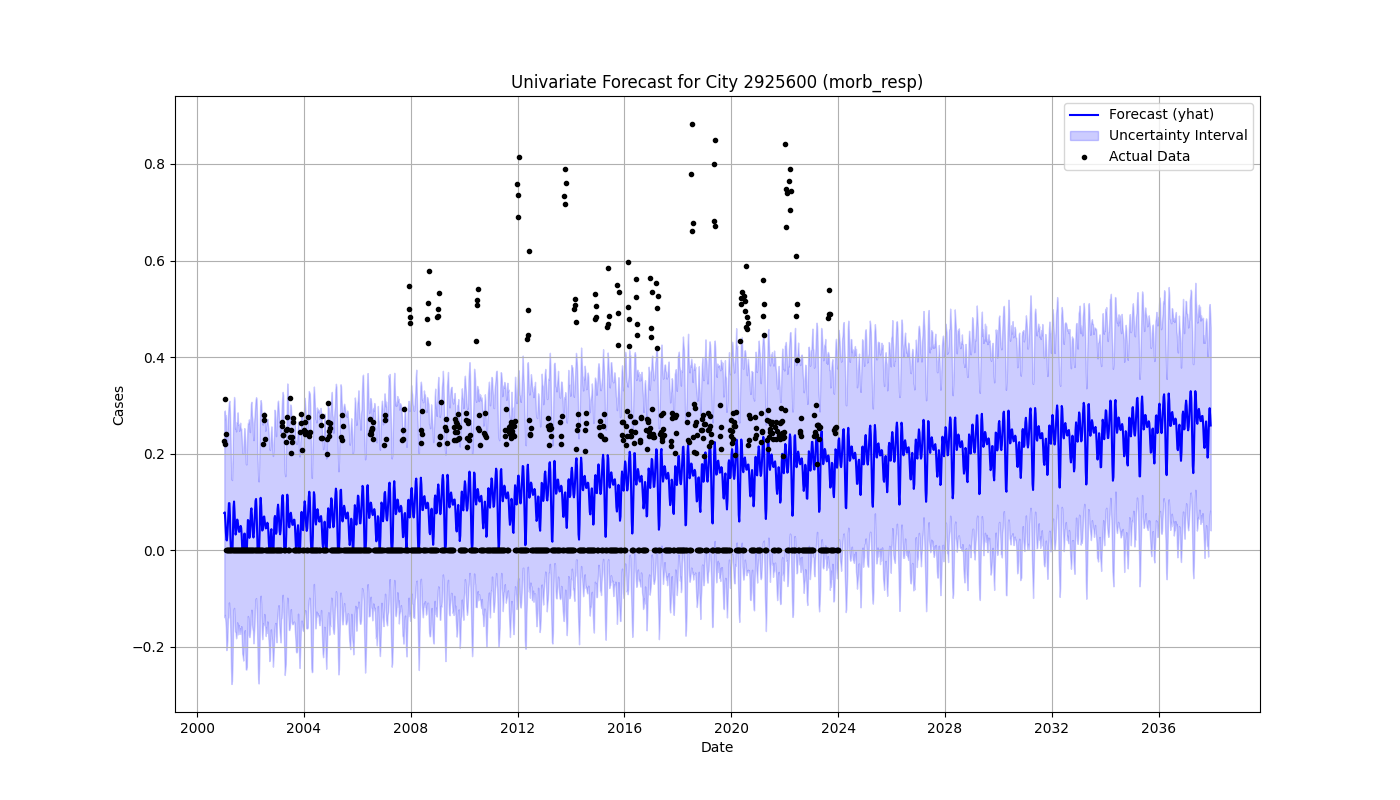 Univariate Forecast for City 2925600 (morb_resp)
Forecast (yhat)
Uncertainty Interval
Actual Data
Cases
0.8
0.6
0.4
0.2
0.0
−0.2
2000 2004 2008 2012 2016 2020 2024 2028 2032 2036
Date